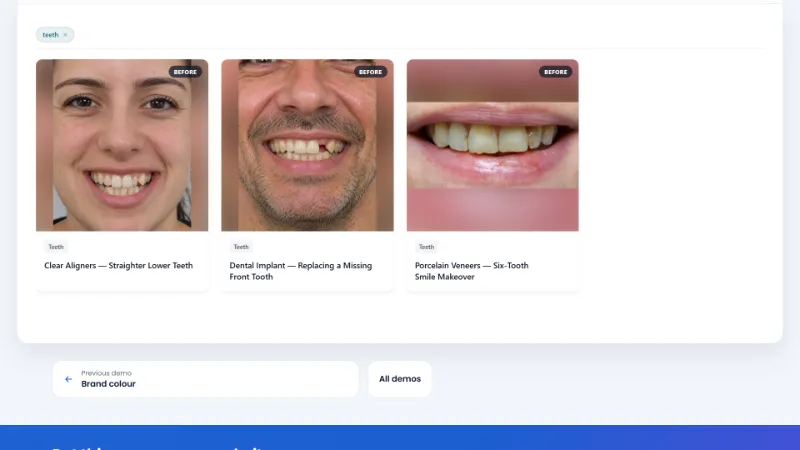 teeth ×
BEFORE
BEFORE
BEFORE
Teeth
Clear Aligners — Straighter Lower Teeth
Teeth
Dental Implant — Replacing a Missing
Front Tooth
Teeth
Porcelain Veneers — Six-Tooth
Smile Makeover
← Previous demo
Brand colour
All demos